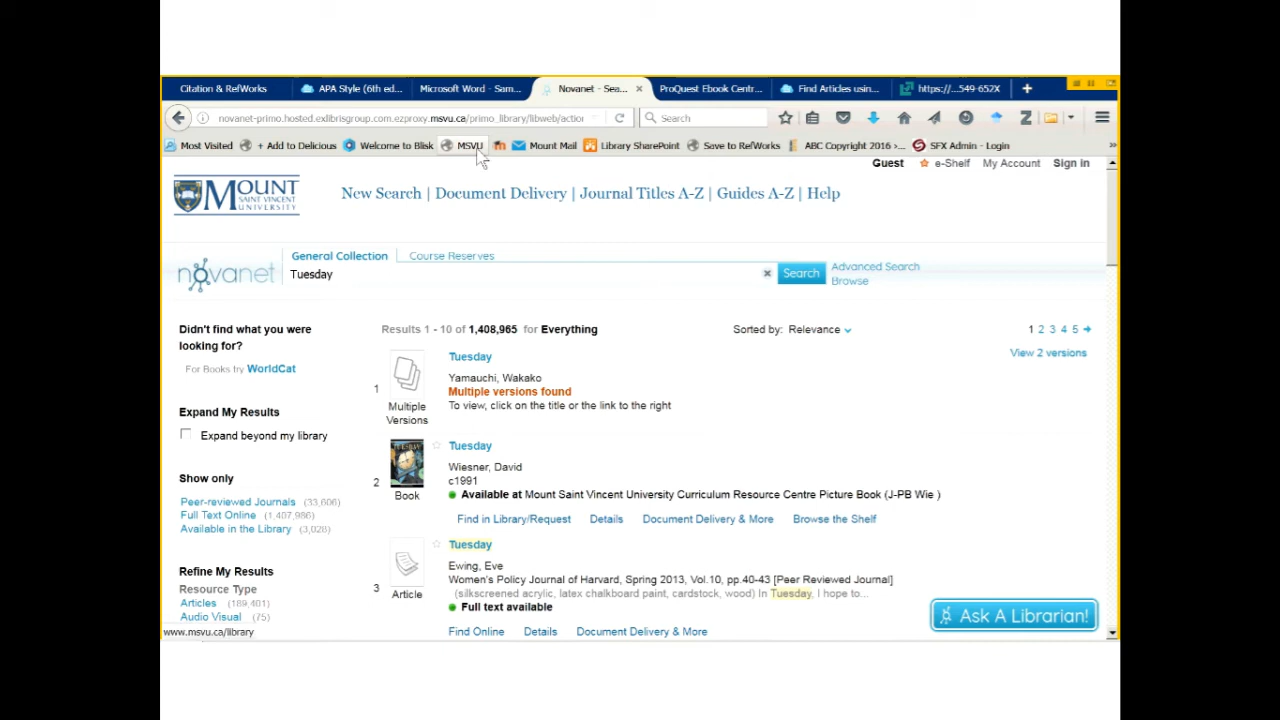 Citation & RefWorks APA Style (6th ed... Microsoft Word - Sam... Novanet - Sea... × ProQuest Ebook Centr... Find Articles usin... https:/...549-652X +
novanet-primo.hosted.exlibrisgroup.com.ezproxy.msvu.ca/primo_library/libweb/action Search
Most Visited + Add to Delicious Welcome to Blisk MSVU Mount Mail Library SharePoint Save to RefWorks ABC Copyright 2016 >... SFX Admin - Login »
Guest e-Shelf My Account Sign in
MOUNT SAINT VINCENT UNIVERSITY
New Search | Document Delivery | Journal Titles A-Z | Guides A-Z | Help
novanet
General Collection Course Reserves
Tuesday × Search Advanced Search
Browse
Didn't find what you were looking for?
For Books try WorldCat
Expand My Results
Expand beyond my library
Show only
Peer-reviewed Journals (33,606)
Full Text Online (1,407,986)
Available in the Library (3,028)
Refine My Results
Resource Type
Articles (189,401)
Audio Visual (75)
www.msvu.ca/library
Results 1 - 10 of 1,408,965 for Everything Sorted by: Relevance 1 2 3 4 5
1 Multiple Versions
Tuesday View 2 versions
Yamauchi, Wakako
Multiple versions found
To view, click on the title or the link to the right
2 Book
Tuesday
Wiesner, David
c1991
Available at Mount Saint Vincent University Curriculum Resource Centre Picture Book (J-PB Wie )
Find in Library/Request Details Document Delivery & More Browse the Shelf
3 Article
Tuesday
Ewing, Eve
Women's Policy Journal of Harvard, Spring 2013, Vol.10, pp.40-43 [Peer Reviewed Journal]
(silkscreened acrylic, latex chalkboard paint, cardstock, wood) In Tuesday, I hope to...
Full text available
Find Online Details Document Delivery & More
Ask A Librarian!